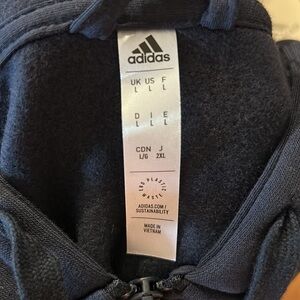 adidas
UK US F
L L L
D I E
L L L
CDN J
L/G 2XL
END PLASTIC WASTE
ADIDAS.COM/
SUSTAINABILITY
MADE IN
VIETNAM